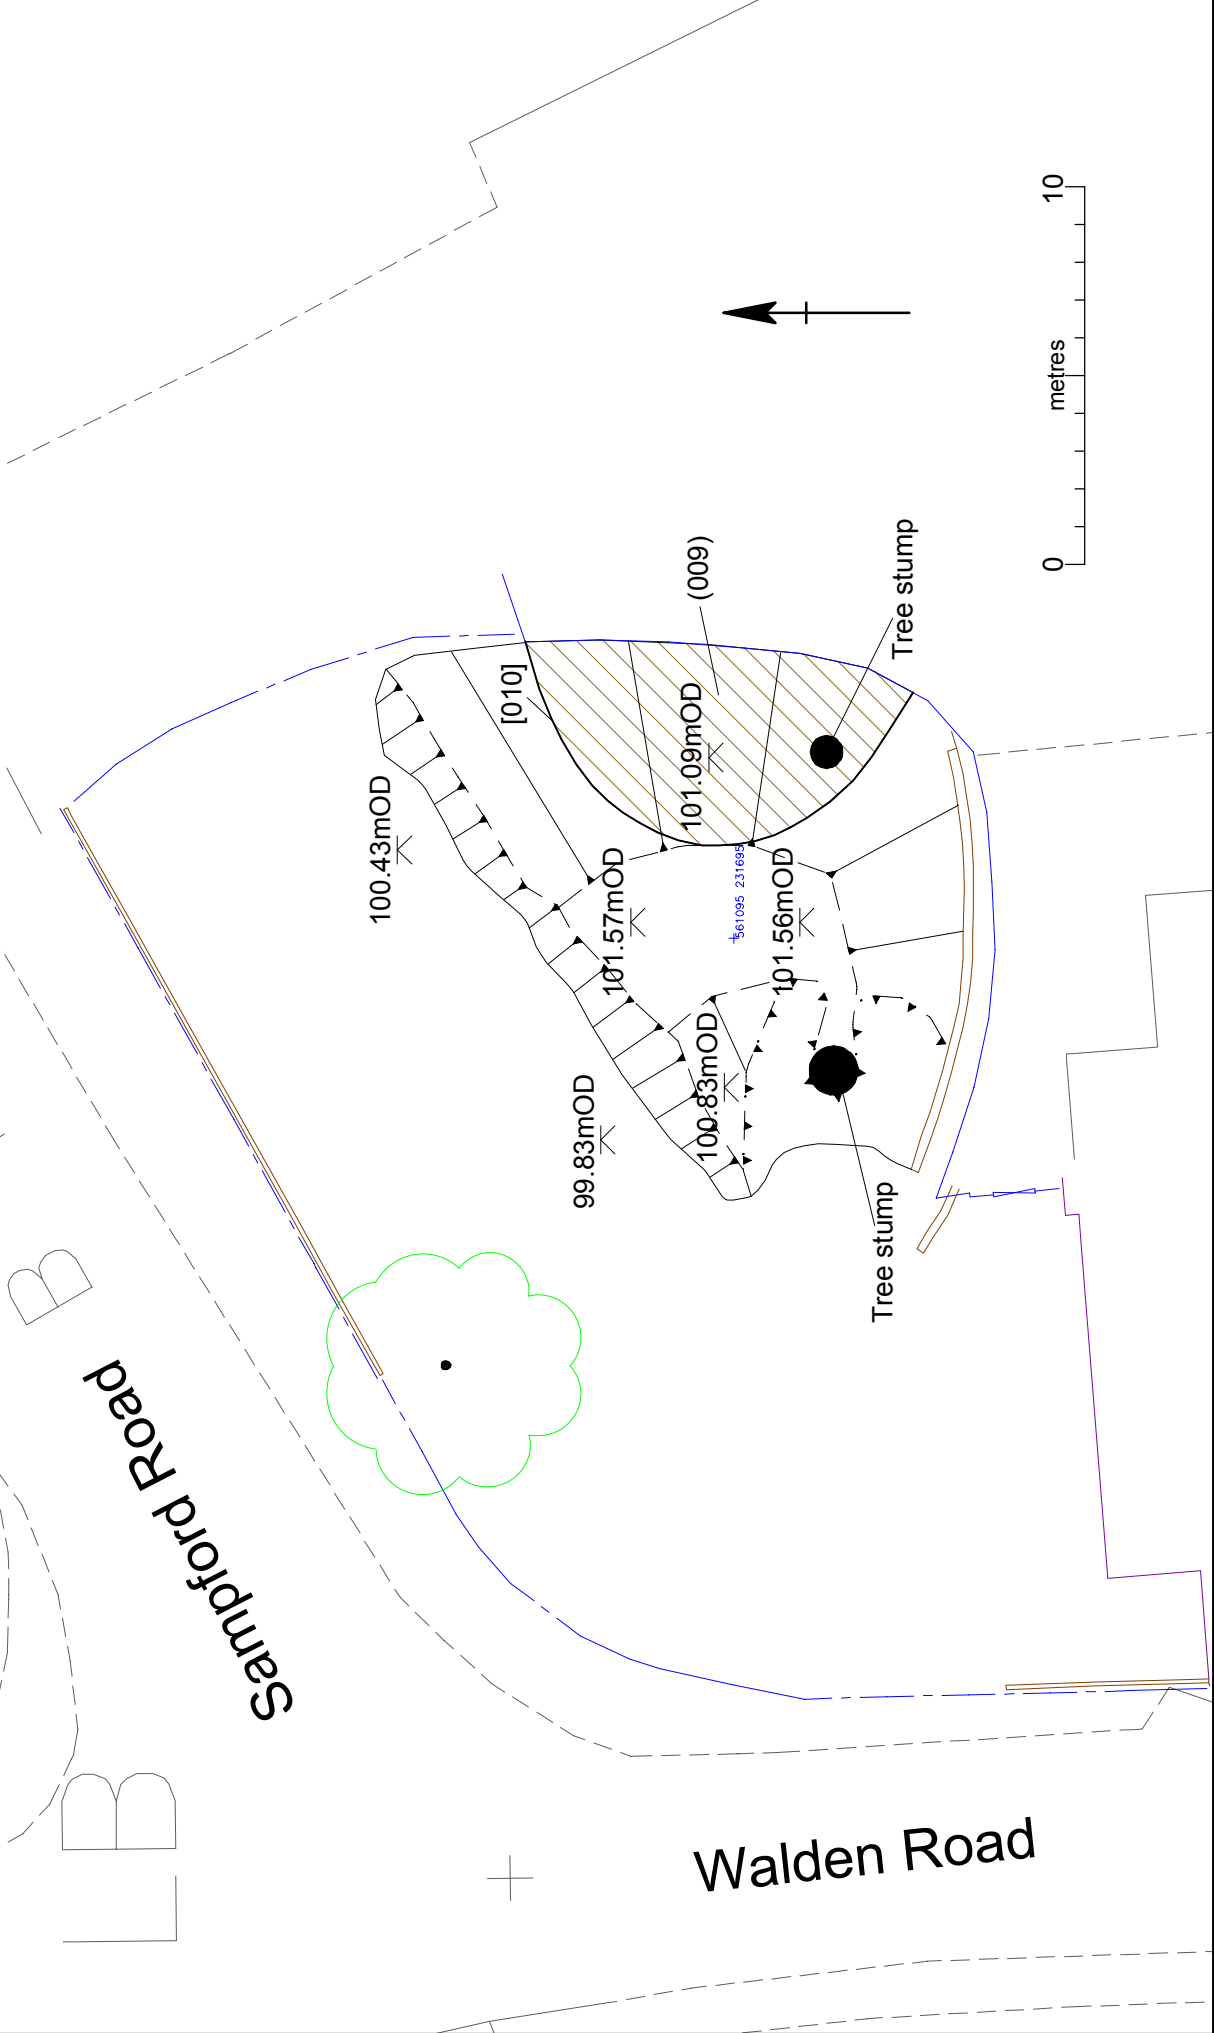 10
metres
0
(009)
Tree stump
[010]
101.09mOD
100.43mOD
101.57mOD
561095 231695
101.56mOD
100.83mOD
99.83mOD
Tree stump
B
Sampford Road
LB
Walden Road